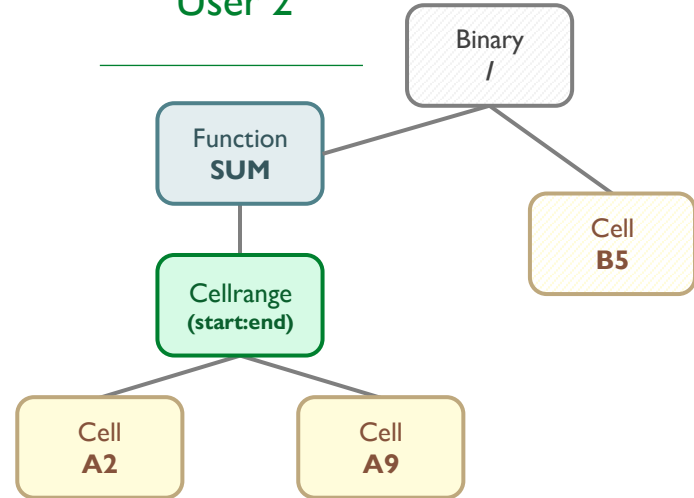 User 2
Binary
/
Function
SUM
Cell
B5
Cellrange
(start:end)
Cell
A2
Cell
A9